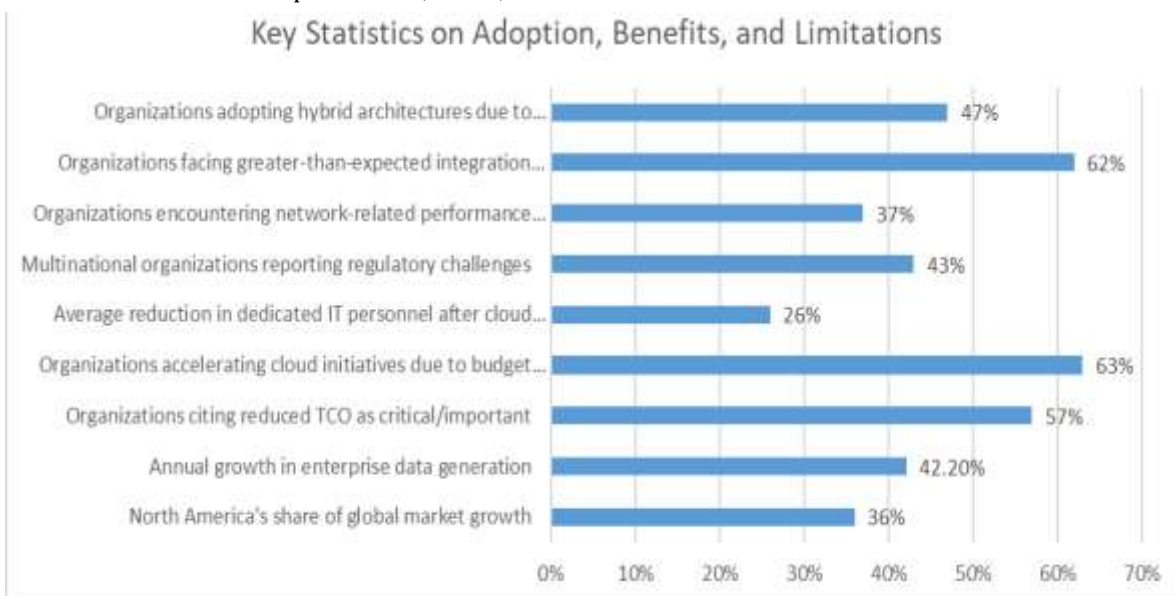 Key Statistics on Adoption, Benefits, and Limitations
Organizations adopting hybrid architectures due to... 47%
Organizations facing greater-than-expected integration... 62%
Organizations encountering network-related performance... 37%
Multinational organizations reporting regulatory challenges 43%
Average reduction in dedicated IT personnel after cloud... 26%
Organizations accelerating cloud initiatives due to budget... 63%
Organizations citing reduced TCO as critical/important 57%
Annual growth in enterprise data generation 42.20%
North America's share of global market growth 36%
0% 10% 20% 30% 40% 50% 60% 70%